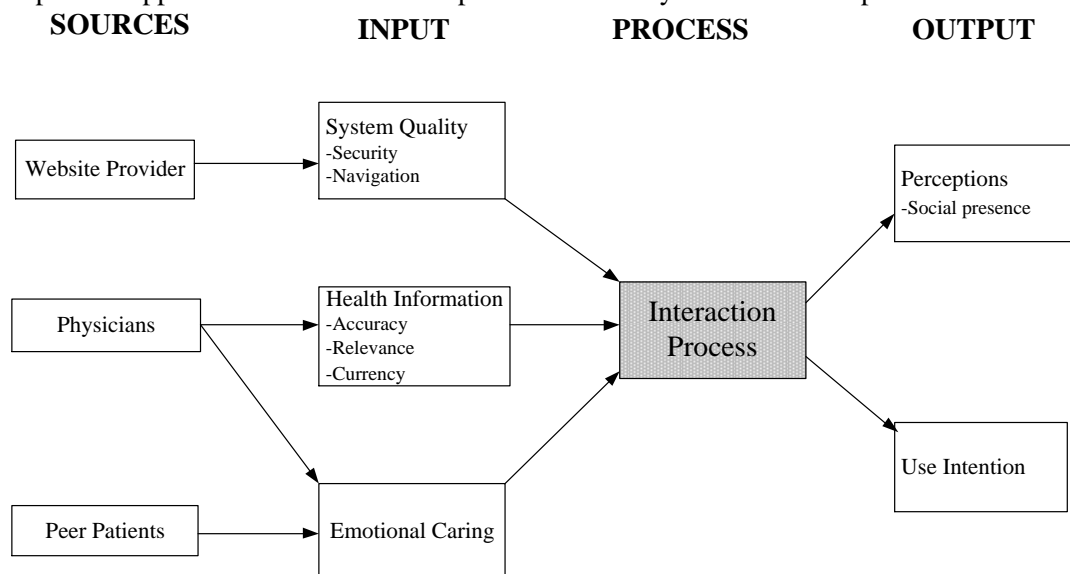 SOURCES
INPUT
PROCESS
OUTPUT
Website Provider
System Quality
-Security
-Navigation
Perceptions
-Social presence
Physicians
Health Information
-Accuracy
-Relevance
-Currency
Interaction
Process
Use Intention
Peer Patients
Emotional Caring